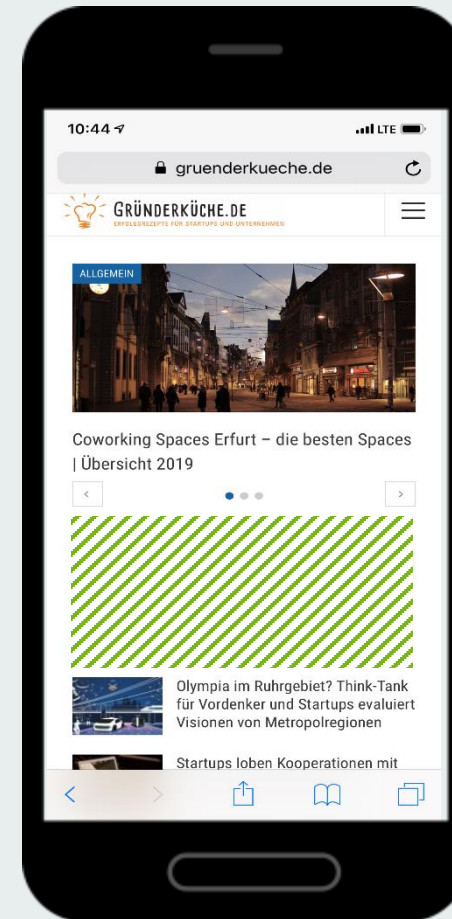 10:44
LTE
gruenderkueche.de
GRÜNDERKÜCHE.DE
ERFOLGSREZEPTE FÜR STARTUPS UND UNTERNEHMEN
ALLGEMEIN
Coworking Spaces Erfurt – die besten Spaces
| Übersicht 2019
Olympia im Ruhrgebiet? Think-Tank
für Vordenker und Startups evaluiert
Visionen von Metropolregionen
Startups loben Kooperationen mit